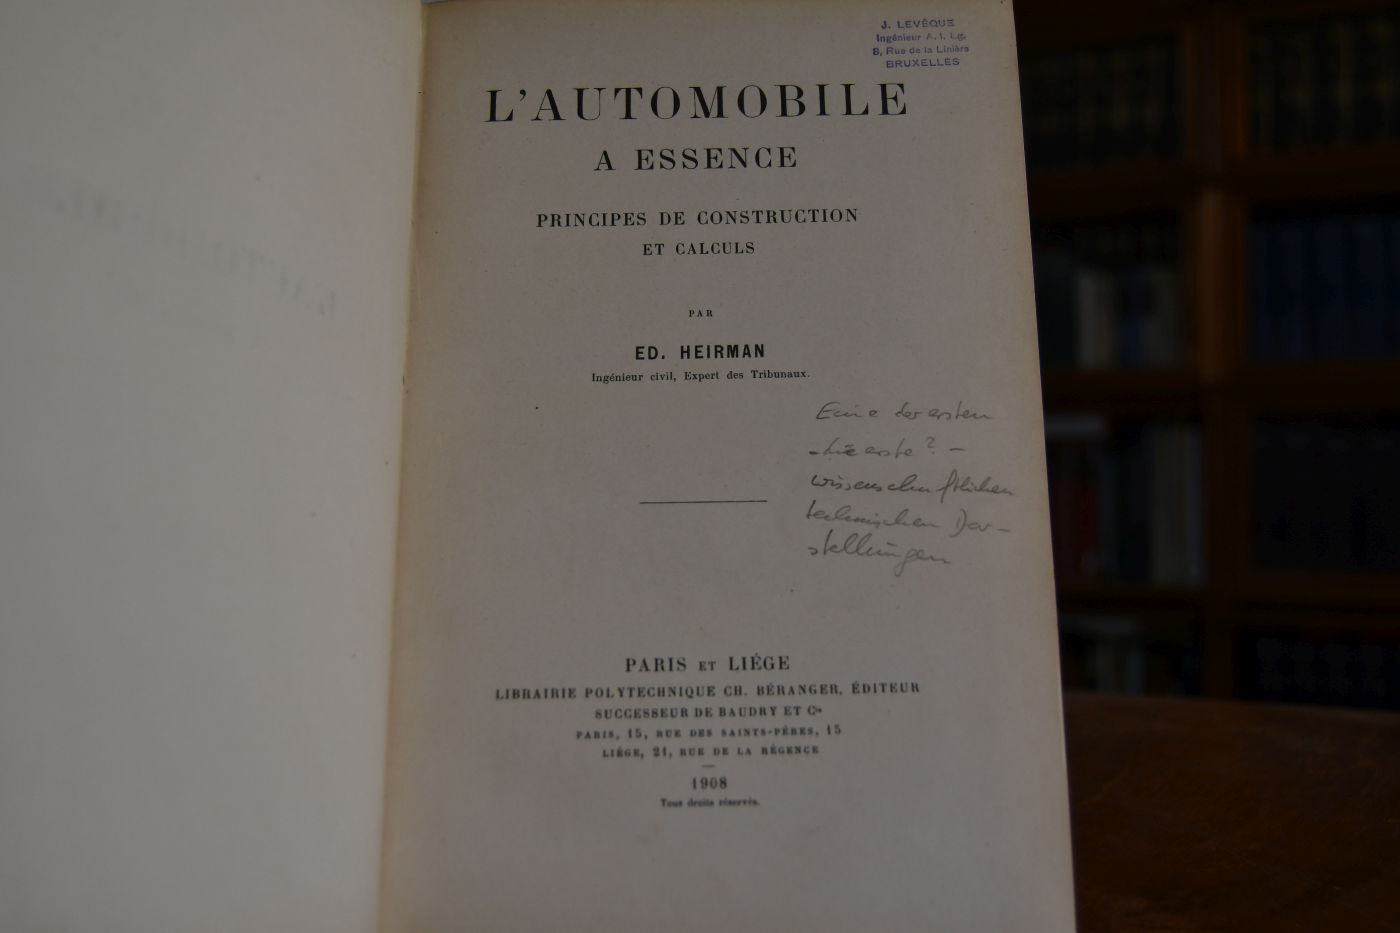 J. LEVÊQUE
Ingénieur A. I. Lg.
8, Rue de la Linière
BRUXELLES
L'AUTOMOBILE
A ESSENCE
PRINCIPES DE CONSTRUCTION
ET CALCULS
PAR
ED. HEIRMAN
Ingénieur civil, Expert des Tribunaux.
Eine der ersten
- die erste? -
wissenschaftlichen
technischen Dar-
stellungen
PARIS ET LIÉGE
LIBRAIRIE POLYTECHNIQUE CH. BÉRANGER, ÉDITEUR
SUCCESSEUR DE BAUDRY ET Cie
PARIS, 15, RUE DES SAINTS-PÈRES, 15
LIÉGE, 21, RUE DE LA RÉGENCE
1908
Tous droits réservés.